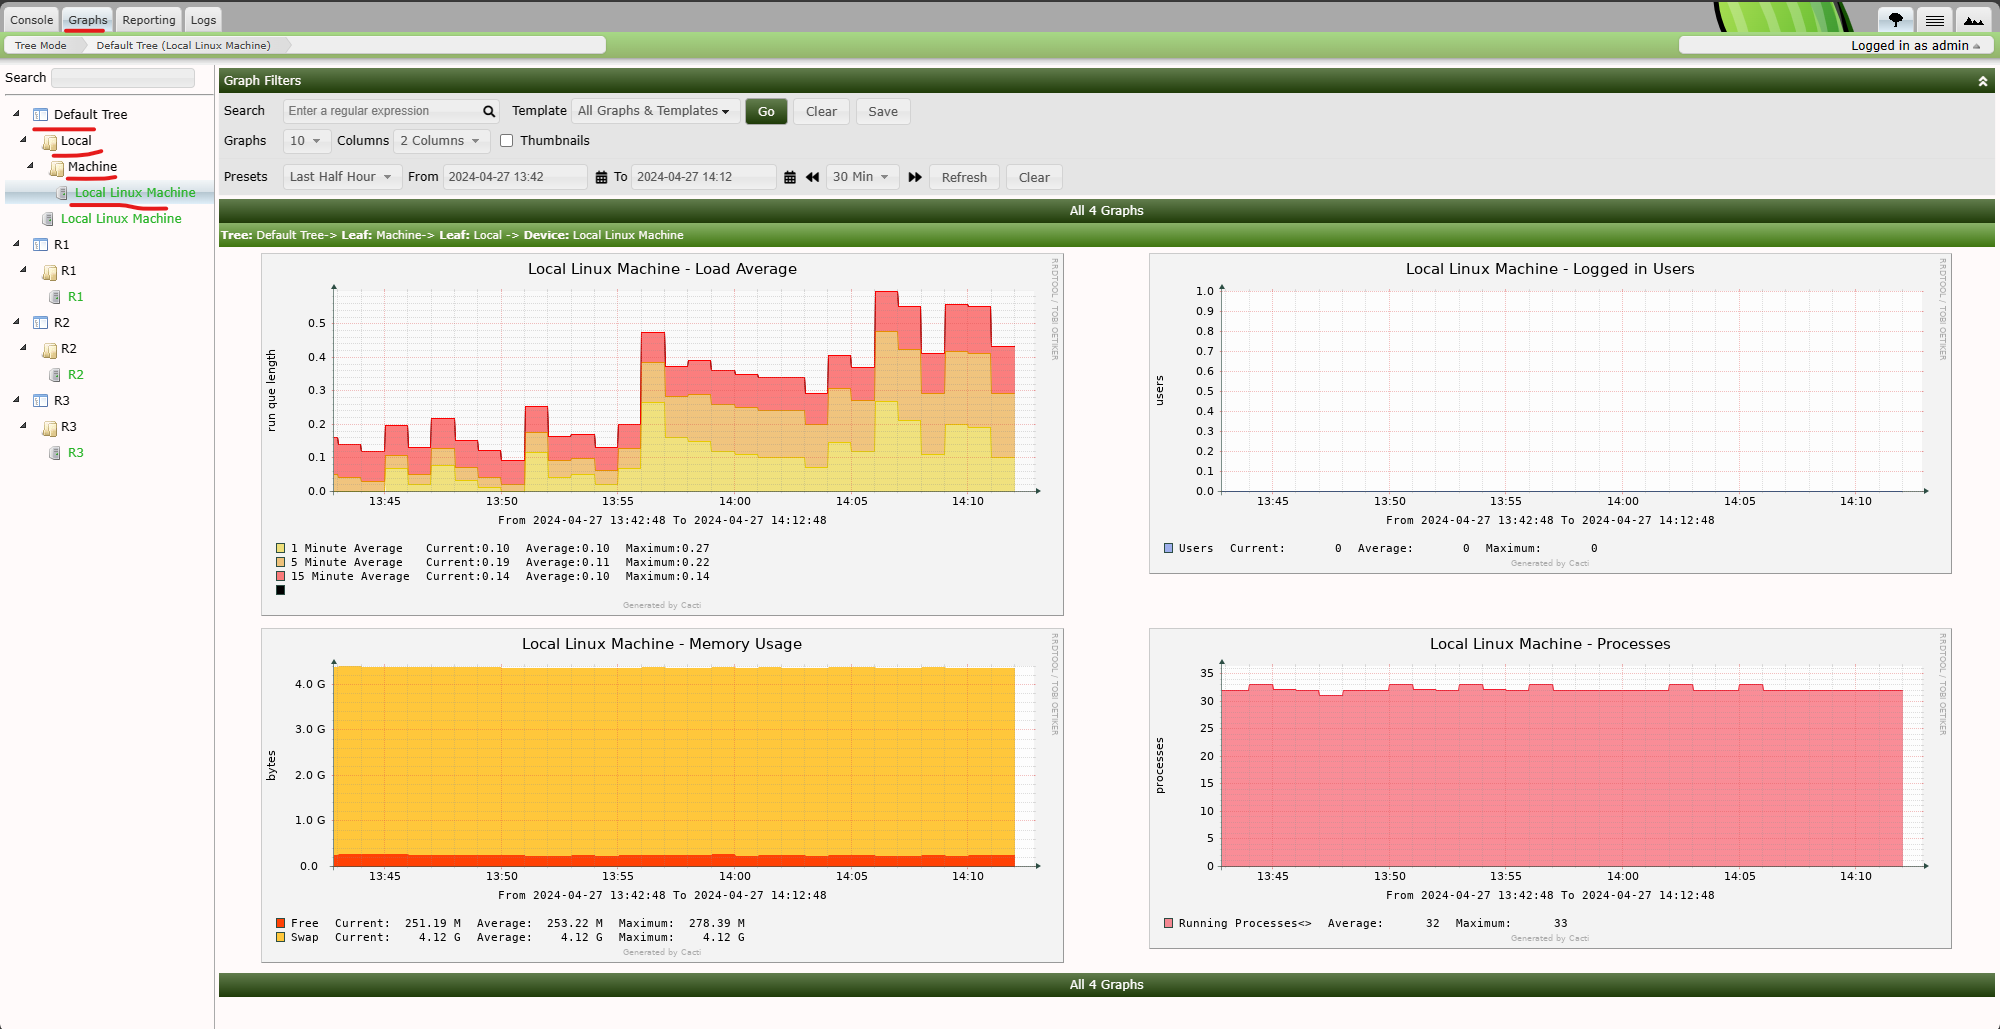 Console Graphs Reporting Logs
Tree Mode Default Tree (Local Linux Machine)
Logged in as admin
Search
Default Tree
Local
Machine
Local Linux Machine
Local Linux Machine
R1
R1
R1
R2
R2
R2
R3
R3
R3
Graph Filters
Search Enter a regular expression Template All Graphs & Templates Go Clear Save
Graphs 10 Columns 2 Columns Thumbnails
Presets Last Half Hour From 2024-04-27 13:42 To 2024-04-27 14:12 30 Min Refresh Clear
All 4 Graphs
Tree: Default Tree-> Leaf: Machine-> Leaf: Local -> Device: Local Linux Machine
Local Linux Machine - Load Average
RRDTOOL / TOBI OETIKER
run que length
0.5
0.4
0.3
0.2
0.1
0.0
13:45 13:50 13:55 14:00 14:05 14:10
From 2024-04-27 13:42:48 To 2024-04-27 14:12:48
1 Minute Average Current:0.10 Average:0.10 Maximum:0.27
5 Minute Average Current:0.19 Average:0.11 Maximum:0.22
15 Minute Average Current:0.14 Average:0.10 Maximum:0.14
Generated by Cacti
Local Linux Machine - Logged in Users
RRDTOOL / TOBI OETIKER
users
1.0
0.9
0.8
0.7
0.6
0.5
0.4
0.3
0.2
0.1
0.0
13:45 13:50 13:55 14:00 14:05 14:10
From 2024-04-27 13:42:48 To 2024-04-27 14:12:48
Users Current: 0 Average: 0 Maximum: 0
Generated by Cacti
Local Linux Machine - Memory Usage
RRDTOOL / TOBI OETIKER
bytes
4.0 G
3.0 G
2.0 G
1.0 G
0.0
13:45 13:50 13:55 14:00 14:05 14:10
From 2024-04-27 13:42:48 To 2024-04-27 14:12:48
Free Current: 251.19 M Average: 253.22 M Maximum: 278.39 M
Swap Current: 4.12 G Average: 4.12 G Maximum: 4.12 G
Generated by Cacti
Local Linux Machine - Processes
RRDTOOL / TOBI OETIKER
processes
35
30
25
20
15
10
5
0
13:45 13:50 13:55 14:00 14:05 14:10
From 2024-04-27 13:42:48 To 2024-04-27 14:12:48
Running Processes<> Average: 32 Maximum: 33
Generated by Cacti
All 4 Graphs